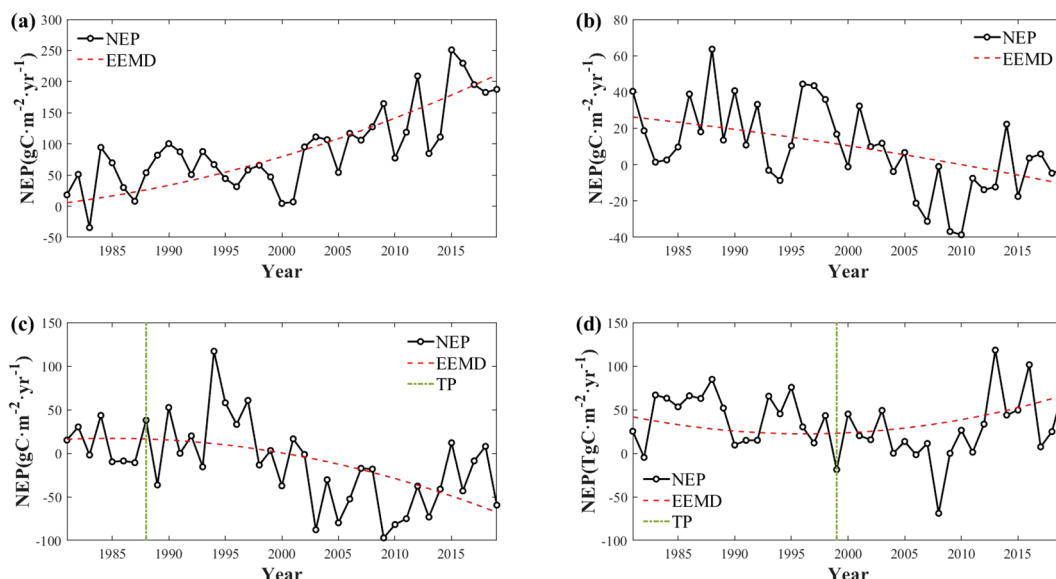 (a)
300
250
200
150
100
50
0
-50
NEP(gC·m-2·yr-1)
NEP
EEMD
1985 1990 1995 2000 2005 2010 2015
Year
(b)
80
60
40
20
0
-20
-40
NEP(gC·m-2·yr-1)
NEP
EEMD
1985 1990 1995 2000 2005 2010 2015
Year
(c)
150
100
50
0
-50
-100
NEP(gC·m-2·yr-1)
NEP
EEMD
TP
1985 1990 1995 2000 2005 2010 2015
Year
(d)
150
100
50
0
-50
-100
NEP(TgC·m-2·yr-1)
NEP
EEMD
TP
1985 1990 1995 2000 2005 2010 2015
Year